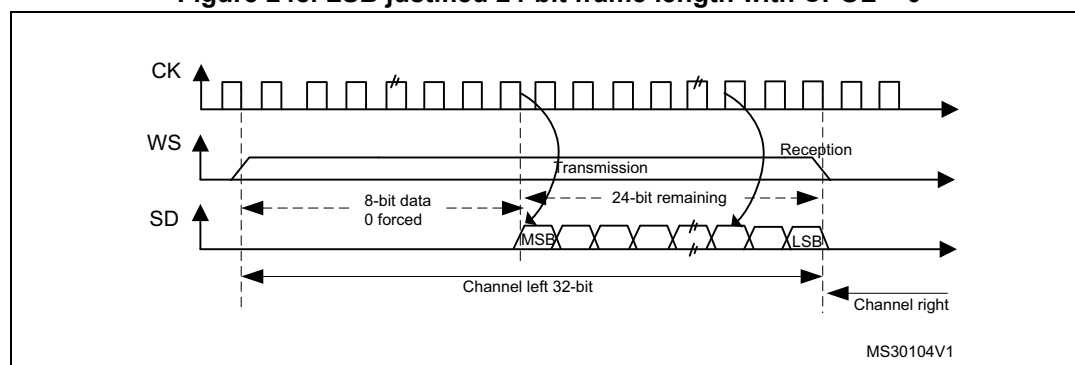 CK
WS
Reception
Transmission
8-bit data
0 forced
24-bit remaining
SD
MSB
LSB
Channel left 32-bit
Channel right
MS30104V1